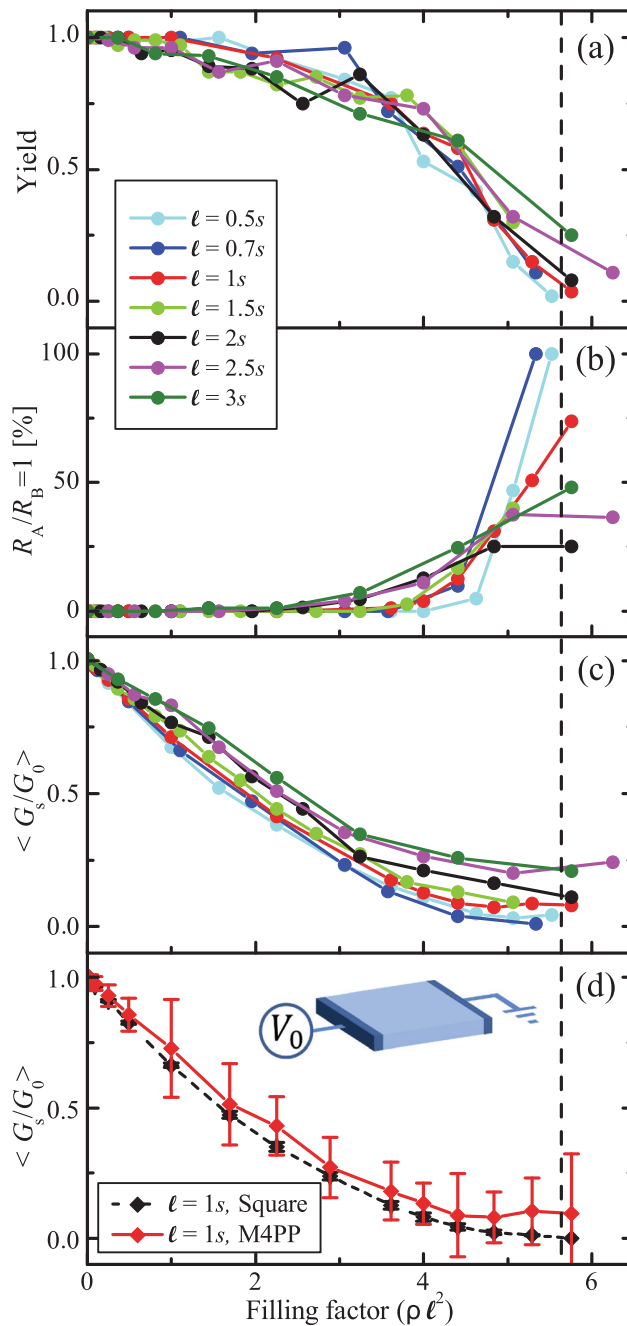 1.0
0.5
0.0
Yield
(a)
ℓ = 0.5s
ℓ = 0.7s
ℓ = 1s
ℓ = 1.5s
ℓ = 2s
ℓ = 2.5s
ℓ = 3s
100
50
0
R_A/R_B=1 [%]
(b)
1.0
0.5
0.0
< G_s/G_0 >
(c)
1.0
0.5
0.0
< G_s/G_0 >
(d)
V_0
ℓ = 1s, Square
ℓ = 1s, M4PP
0 2 4 6
Filling factor (ρ ℓ²)